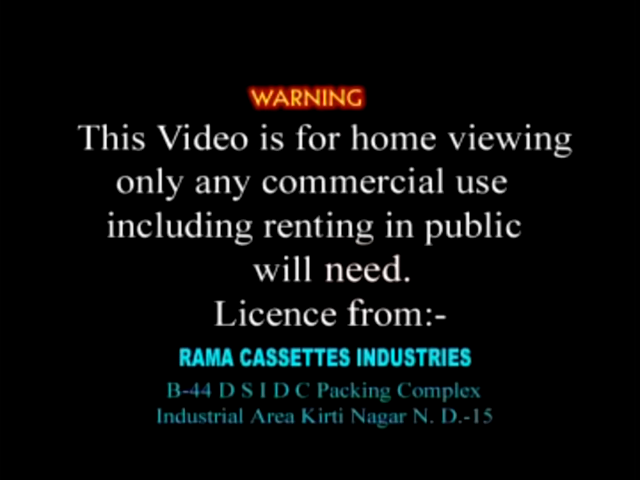 WARNING
This Video is for home viewing
only any commercial use
including renting in public
will need.
Licence from:-
RAMA CASSETTES INDUSTRIES
B-44 D S I D C Packing Complex
Industrial Area Kirti Nagar N. D.-15